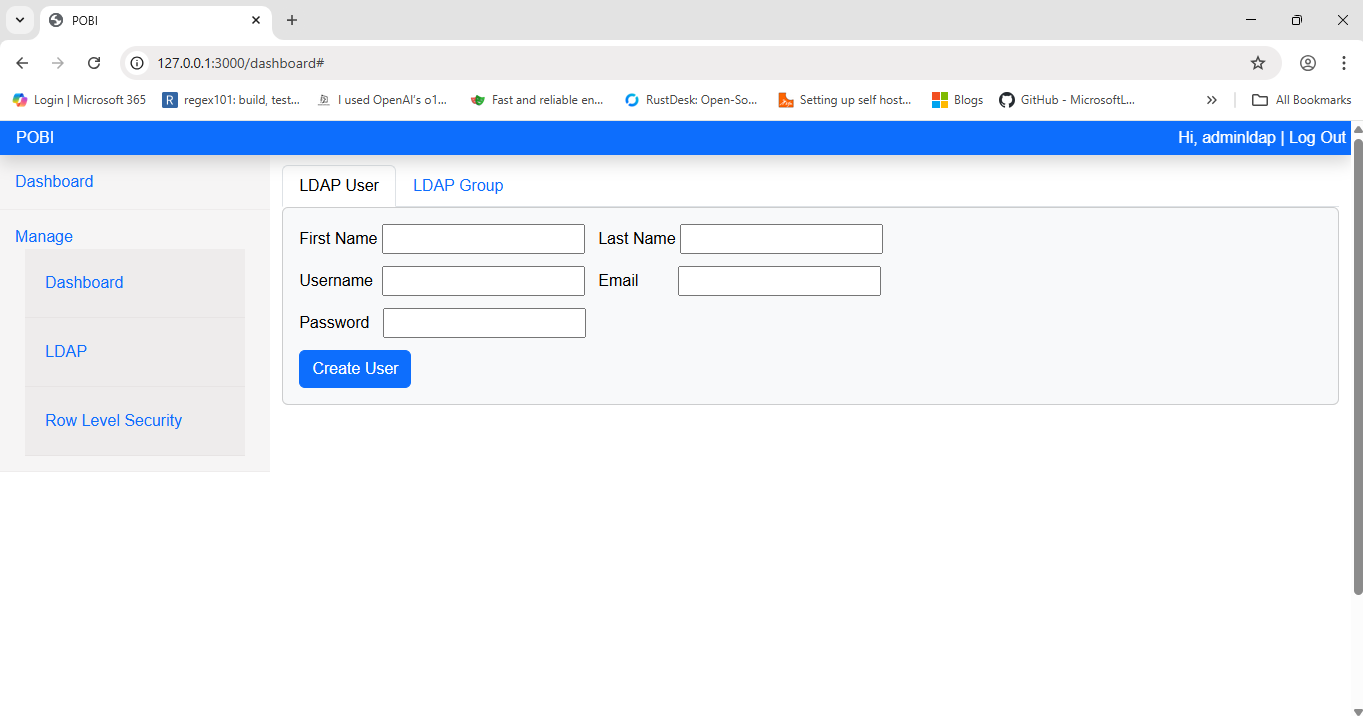 POBI
127.0.0.1:3000/dashboard#
Login | Microsoft 365 regex101: build, test... I used OpenAI's o1... Fast and reliable en... RustDesk: Open-So... Setting up self host... Blogs GitHub - MicrosoftL... All Bookmarks
POBI Hi, adminldap | Log Out
Dashboard
Manage
Dashboard
LDAP
Row Level Security
LDAP User LDAP Group
First Name Last Name
Username Email
Password
Create User